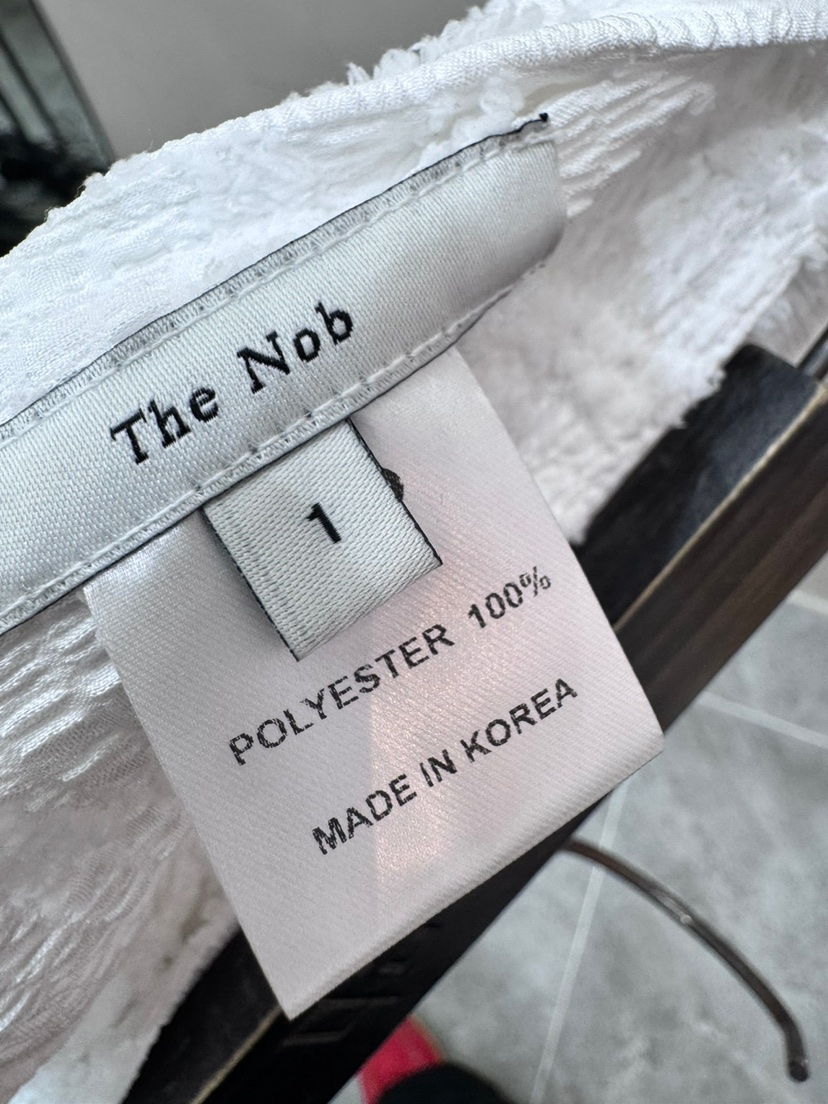 The Nob
1
POLYESTER 100%
MADE IN KOREA